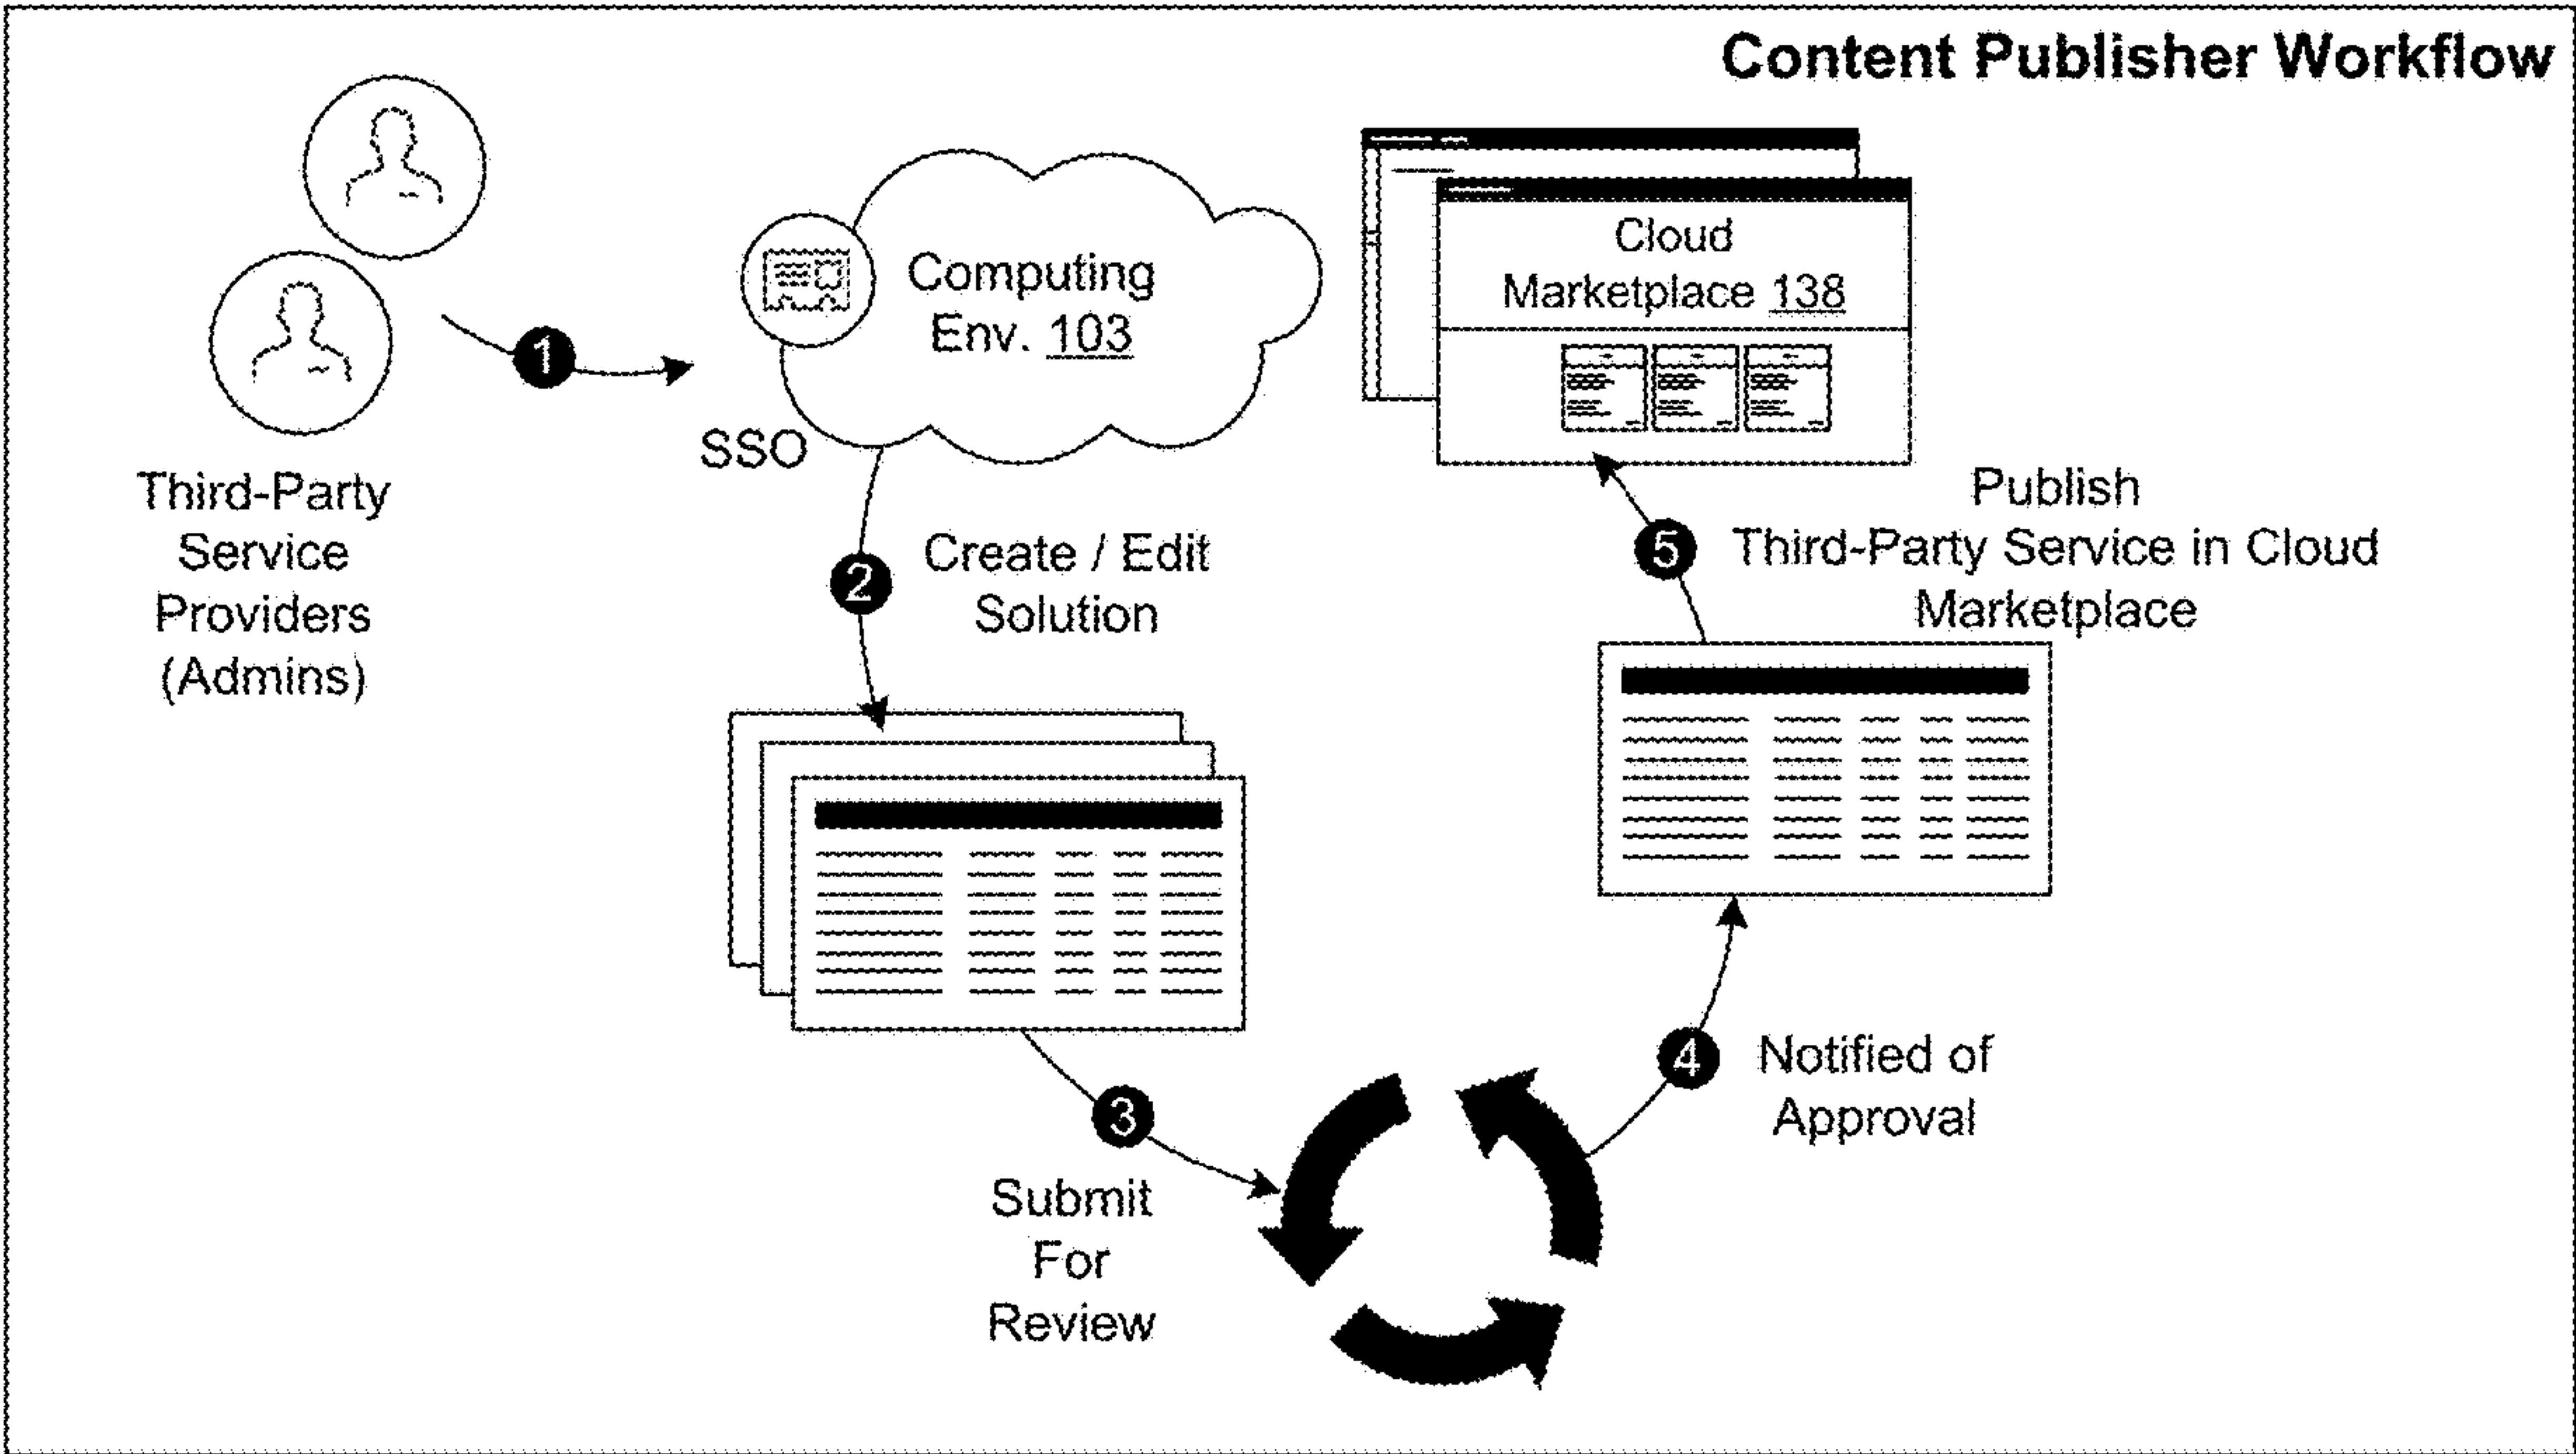 Content Publisher Workflow
Third-Party
Service
Providers
(Admins)
1
SSO
Computing
Env. 103
2
Create / Edit
Solution
3
Submit
For
Review
4
Notified of
Approval
5
Publish
Third-Party Service in Cloud
Marketplace
Cloud
Marketplace 138